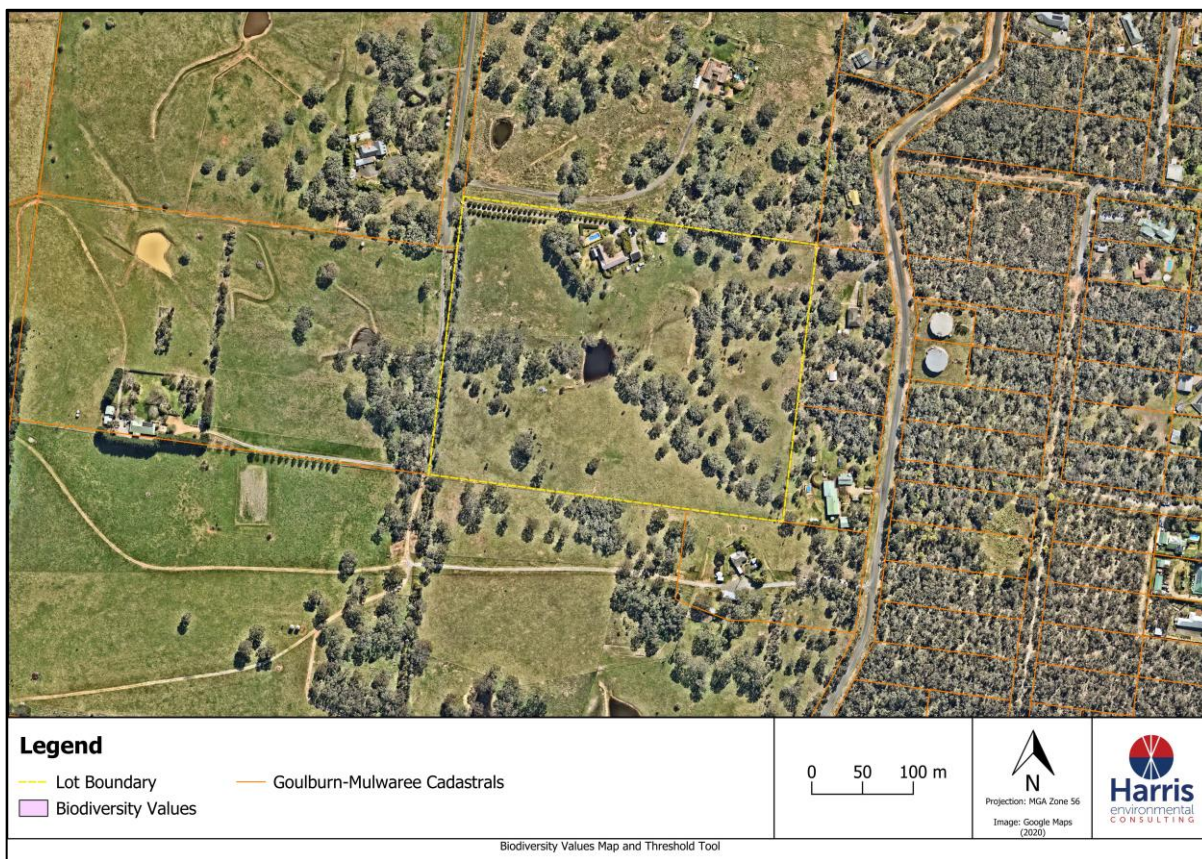 Legend
Lot Boundary
Goulburn-Mulwaree Cadastrals
Biodiversity Values
0 50 100 m
N
Projection: MGA Zone 56
Image: Google Maps
(2020)
Harris
environmental
CONSULTING
Biodiversity Values Map and Threshold Tool